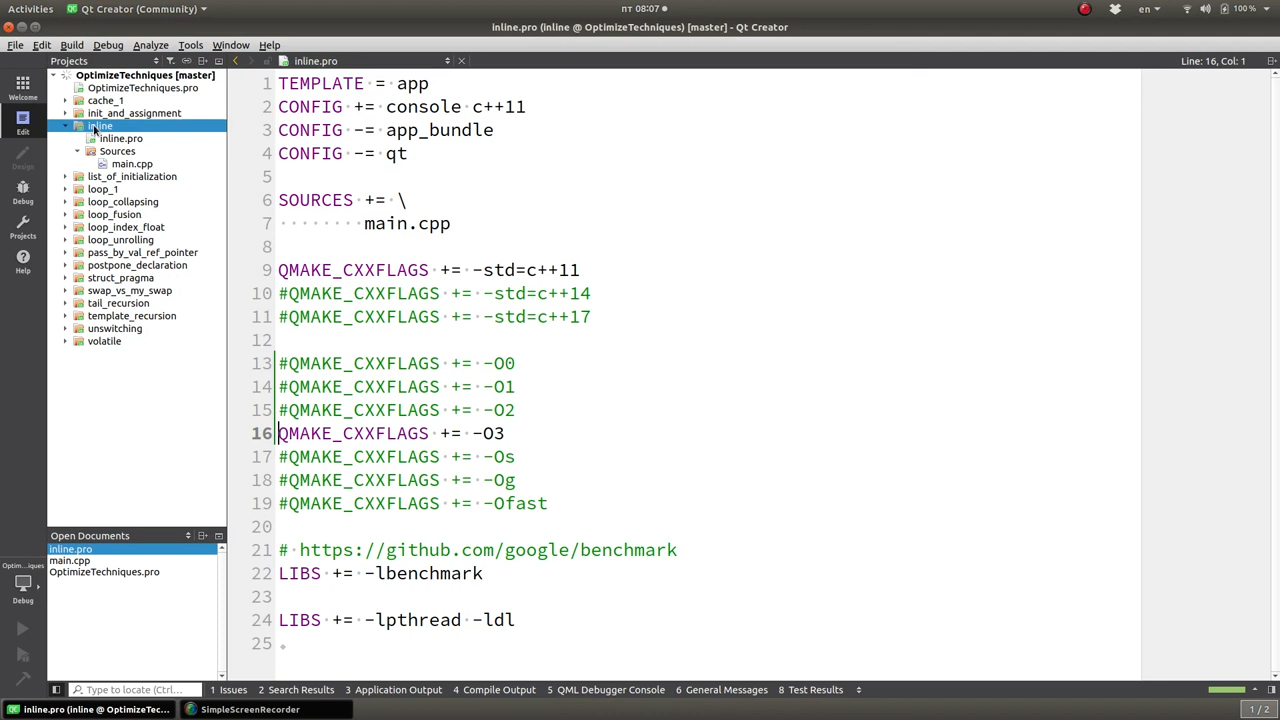 Activities Qt Creator (Community) пт 08:07 en 100 %
inline.pro (inline @ OptimizeTechniques) [master] - Qt Creator
File Edit Build Debug Analyze Tools Window Help
Projects inline.pro Line: 16, Col: 1
OptimizeTechniques [master]
OptimizeTechniques.pro
cache_1
init_and_assignment
inline
inline.pro
Sources
main.cpp
list_of_initialization
loop_1
loop_collapsing
loop_fusion
loop_index_float
loop_unrolling
pass_by_val_ref_pointer
postpone_declaration
struct_pragma
swap_vs_my_swap
tail_recursion
template_recursion
unswitching
volatile
Welcome
Edit
Design
Debug
Projects
Help
1 TEMPLATE = app
2 CONFIG += console c++11
3 CONFIG -= app_bundle
4 CONFIG -= qt
5
6 SOURCES += \
7 main.cpp
8
9 QMAKE_CXXFLAGS += -std=c++11
10 #QMAKE_CXXFLAGS += -std=c++14
11 #QMAKE_CXXFLAGS += -std=c++17
12
13 #QMAKE_CXXFLAGS += -O0
14 #QMAKE_CXXFLAGS += -O1
15 #QMAKE_CXXFLAGS += -O2
16 QMAKE_CXXFLAGS += -O3
17 #QMAKE_CXXFLAGS += -Os
18 #QMAKE_CXXFLAGS += -Og
19 #QMAKE_CXXFLAGS += -Ofast
20
21 # https://github.com/google/benchmark
22 LIBS += -lbenchmark
23
24 LIBS += -lpthread -ldl
25
Open Documents
inline.pro
main.cpp
OptimizeTechniques.pro
Optim...iques
Debug
Type to locate (Ctrl+... 1 Issues 2 Search Results 3 Application Output 4 Compile Output 5 QML Debugger Console 6 General Messages 8 Test Results
inline.pro (inline @ OptimizeTec... SimpleScreenRecorder 1 / 2